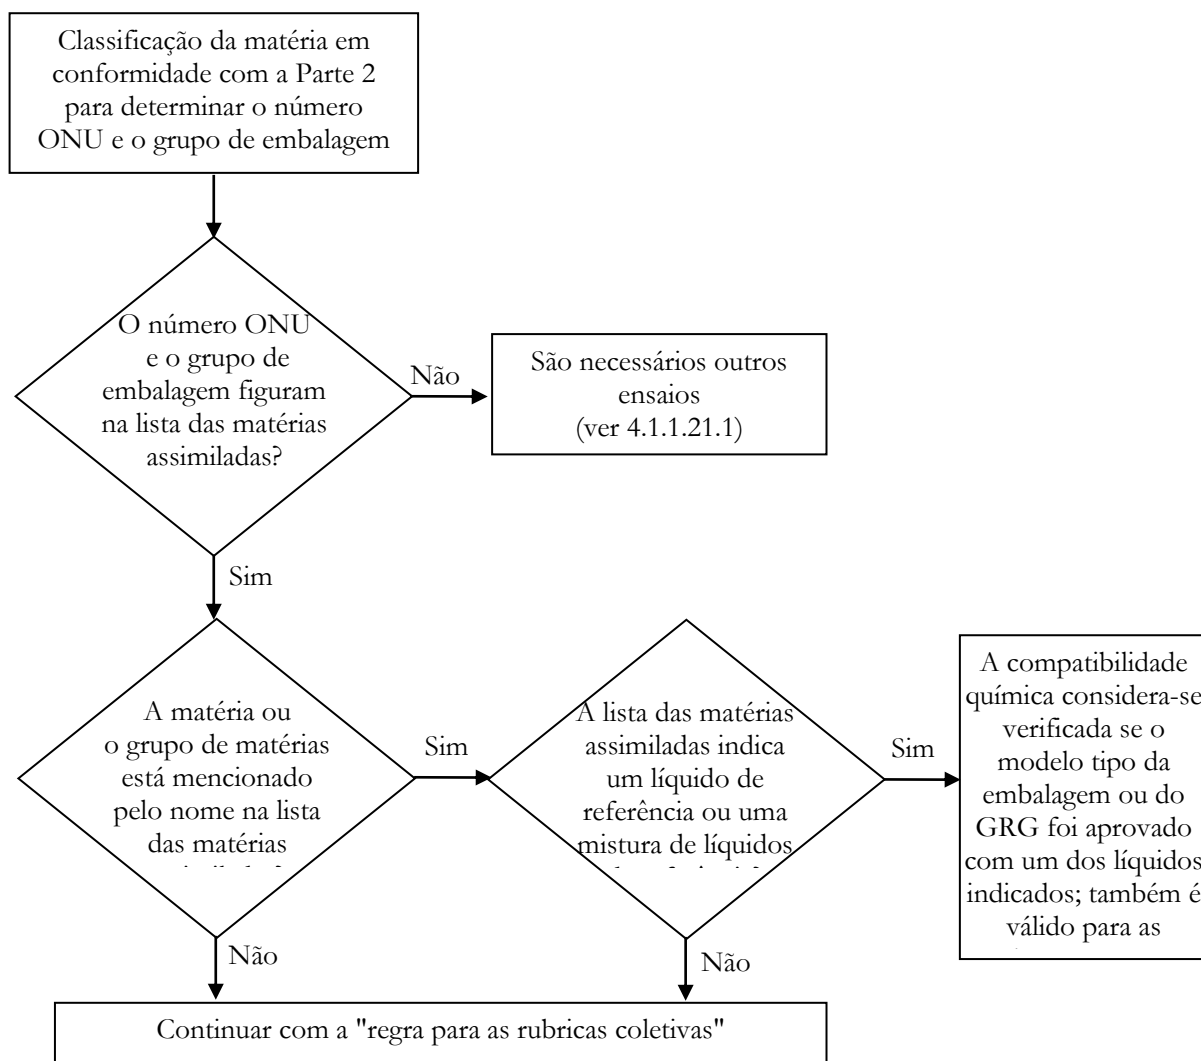 Classificação da matéria em
conformidade com a Parte 2
para determinar o número
ONU e o grupo de embalagem
O número ONU
e o grupo de
embalagem figuram
na lista das matérias
assimiladas?
Não
São necessários outros
ensaios
(ver 4.1.1.21.1)
Sim
A matéria ou
o grupo de matérias
está mencionado
pelo nome na lista
das matérias
Sim
A lista das matérias
assimiladas indica
um líquido de
referência ou uma
mistura de líquidos
Sim
A compatibilidade
química considera-se
verificada se o
modelo tipo da
embalagem ou do
GRG foi aprovado
com um dos líquidos
indicados; também é
válido para as
Não
Não
Continuar com a "regra para as rubricas coletivas"